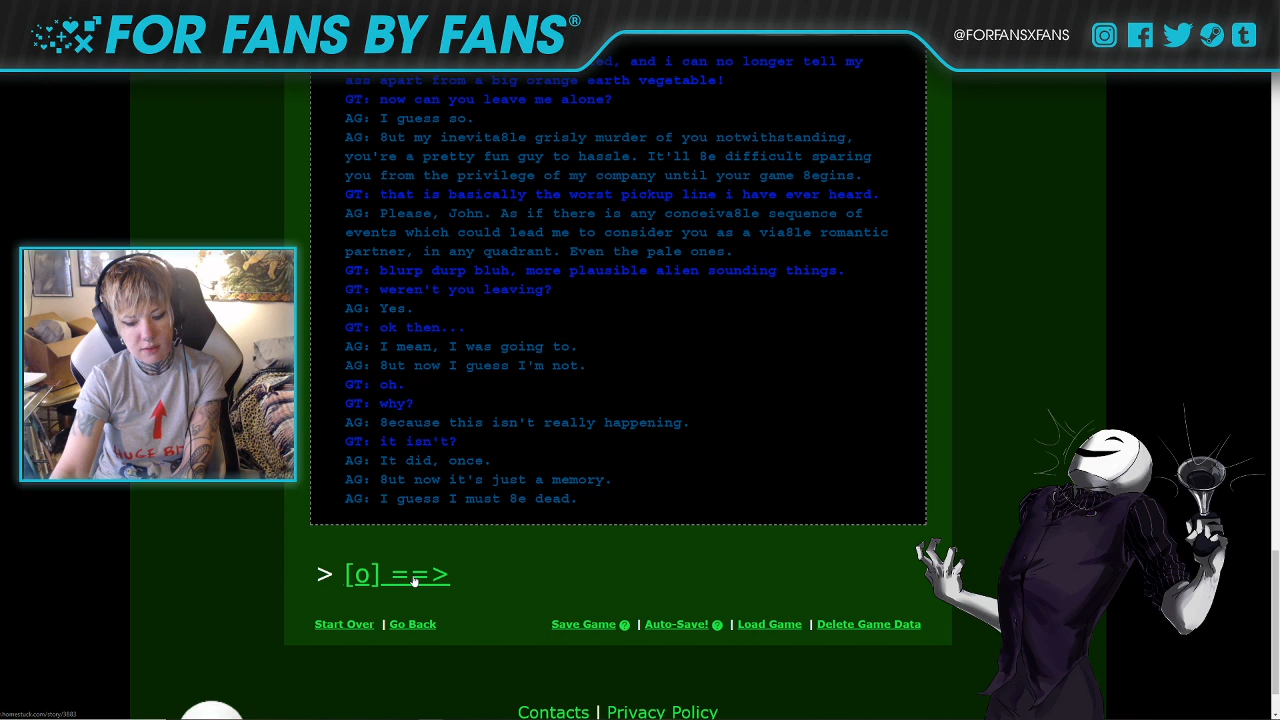 FOR FANS BY FANS®
@FORFANSXFANS
ed, and i can no longer tell my
ass apart from a big orange earth vegetable!
GT: now can you leave me alone?
AG: I guess so.
AG: 8ut my inevita8le grisly murder of you notwithstanding,
you're a pretty fun guy to hassle. It'll 8e difficult sparing
you from the privilege of my company until your game 8egins.
GT: that is basically the worst pickup line i have ever heard.
AG: Please, John. As if there is any conceiva8le sequence of
events which could lead me to consider you as a via8le romantic
partner, in any quadrant. Even the pale ones.
GT: blurp durp bluh, more plausible alien sounding things.
GT: weren't you leaving?
AG: Yes.
GT: ok then...
AG: I mean, I was going to.
AG: 8ut now I guess I'm not.
GT: oh.
GT: why?
AG: 8ecause this isn't really happening.
GT: it isn't?
AG: It did, once.
AG: 8ut now it's just a memory.
AG: I guess I must 8e dead.
HUGE
> [o] ==>
Start Over | Go Back Save Game ? | Auto-Save! ? | Load Game | Delete Game Data
Contacts | Privacy Policy
homestuck.com/story/3883